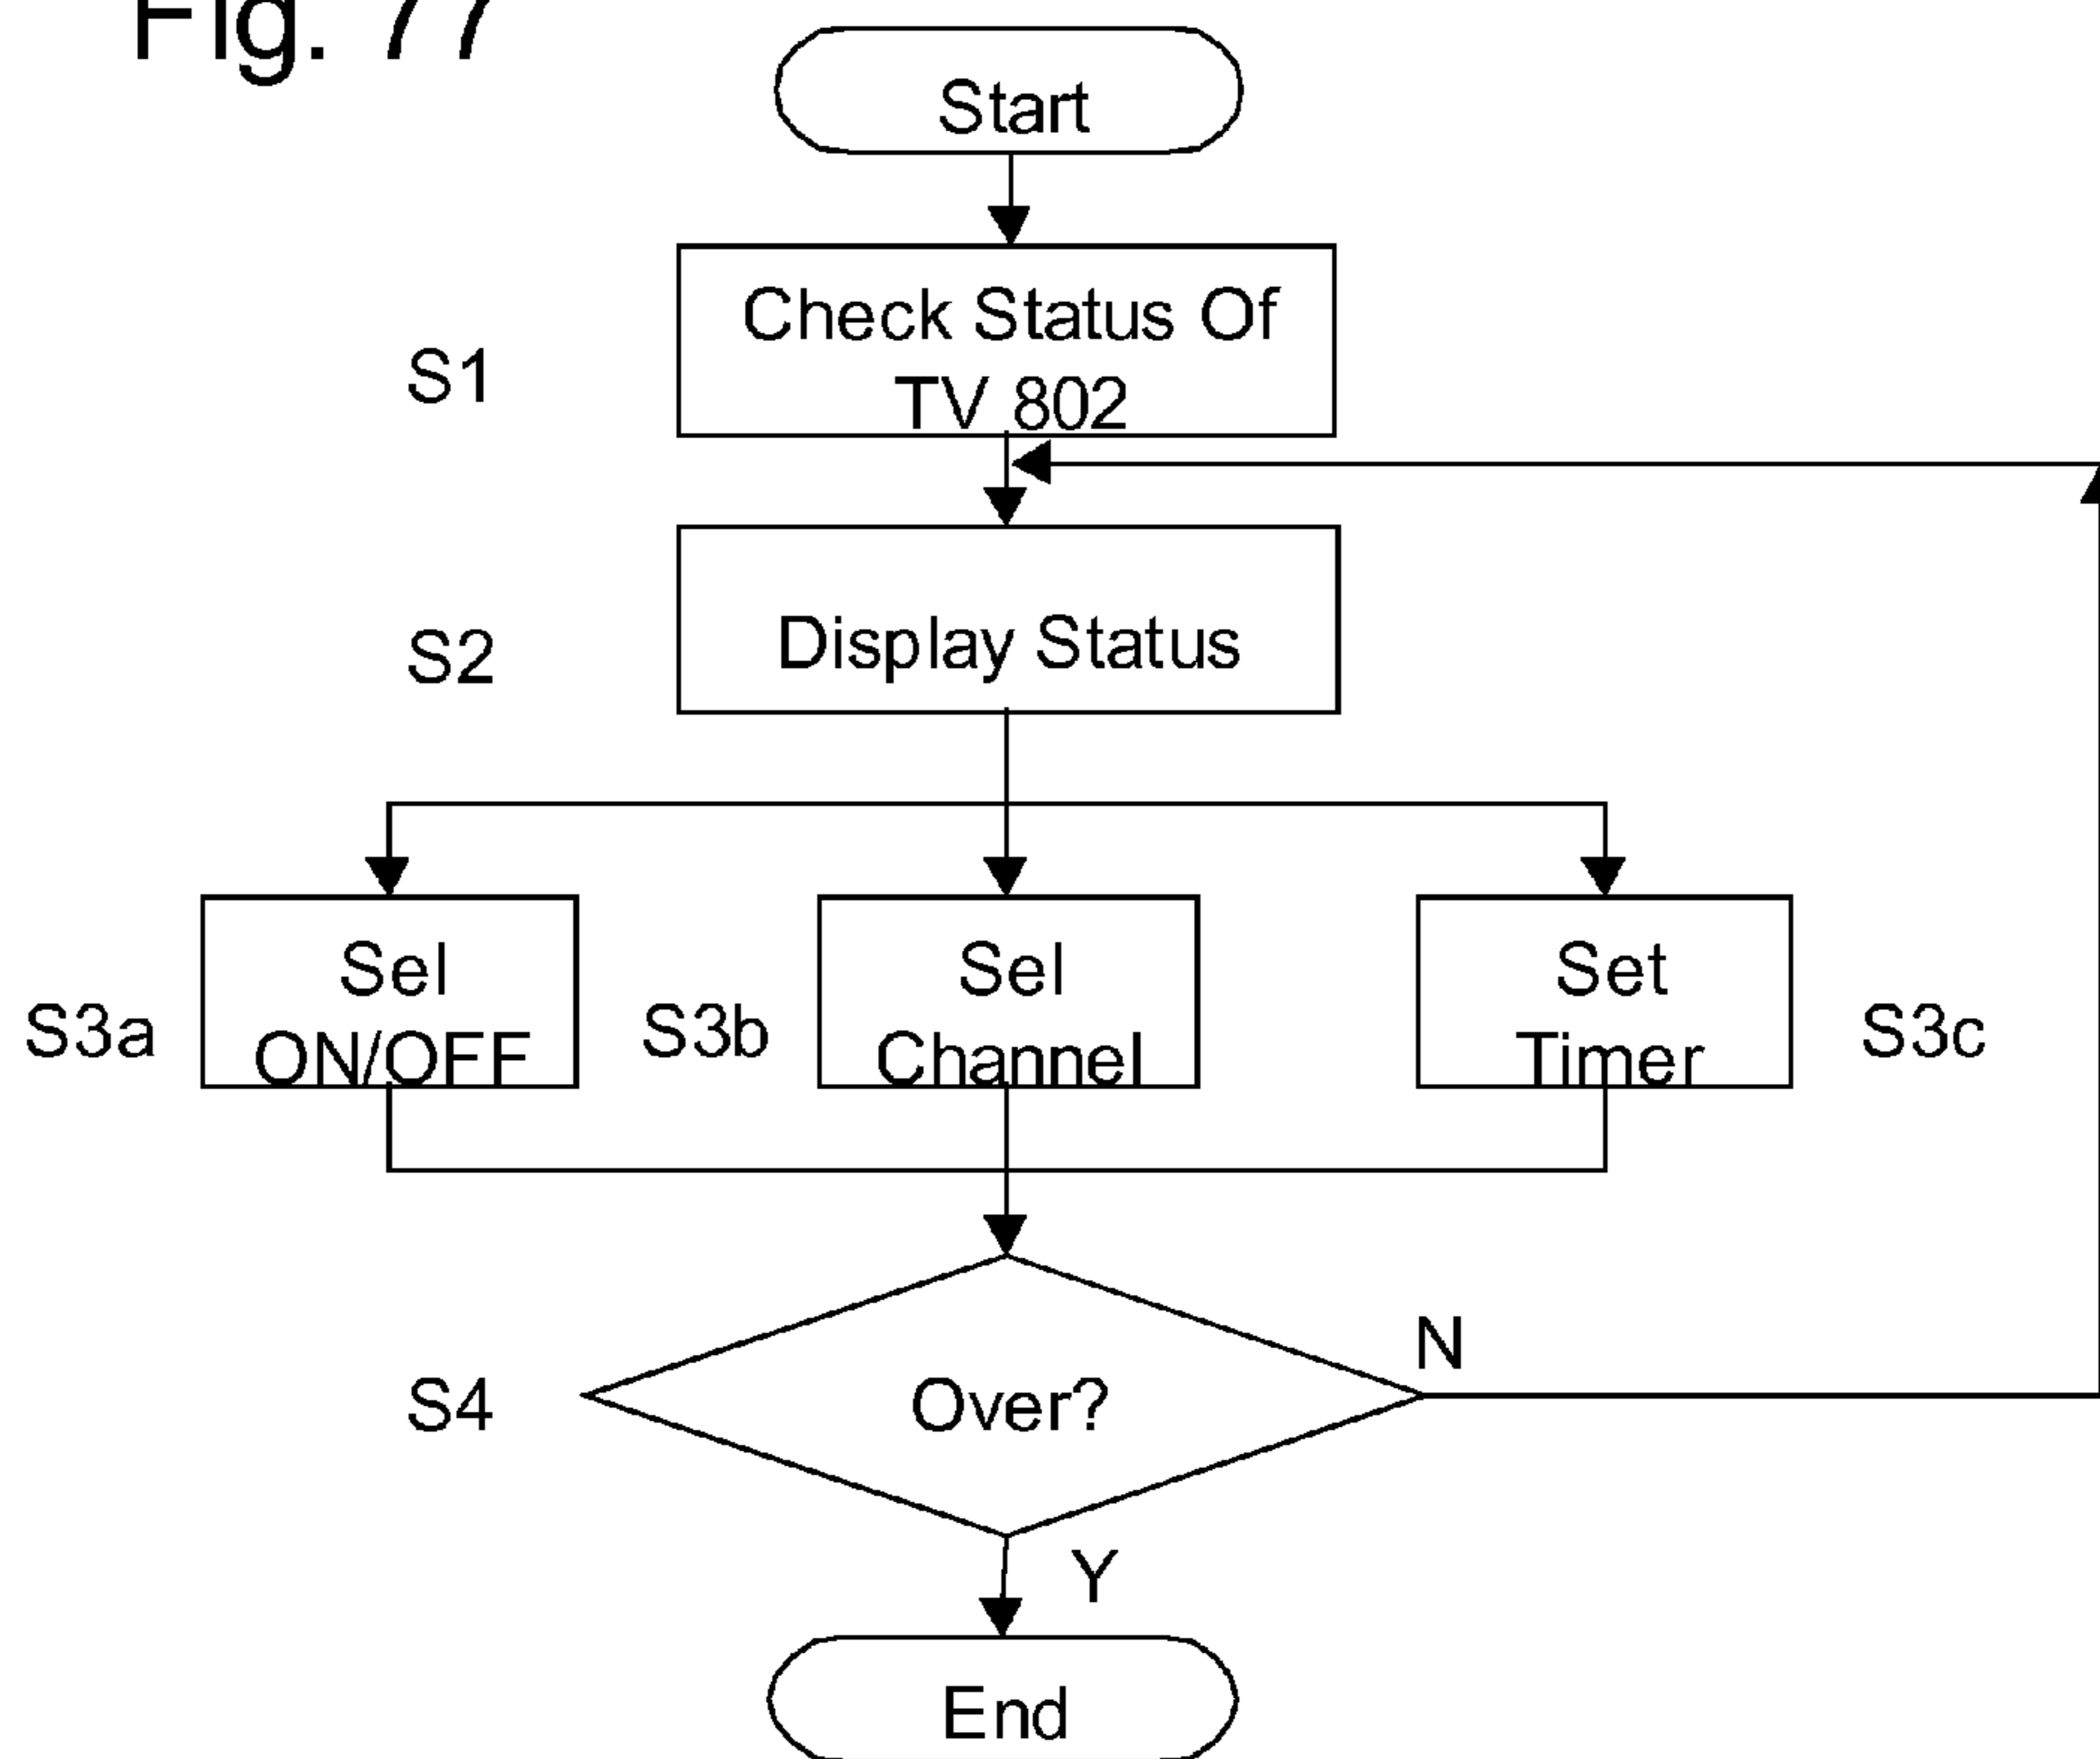 Fig. 77
Start
S1
Check Status Of
TV 802
S2
Display Status
S3a
Sel
ON/OFF
S3b
Sel
Channel
Set
Timer
S3c
S4
Over?
N
Y
End